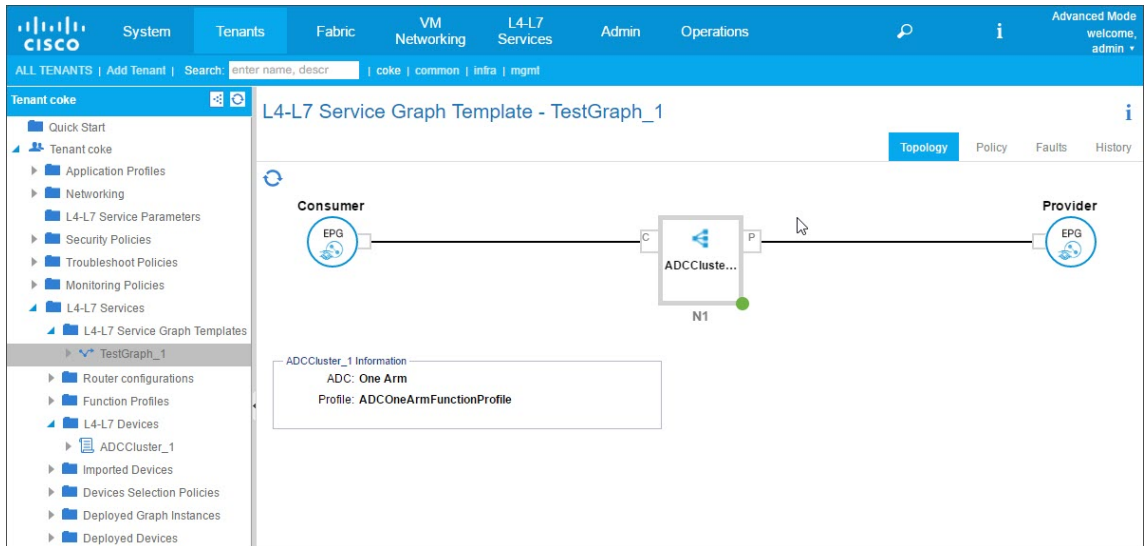 CISCO
System
Tenants
Fabric
VM
Networking
L4-L7
Services
Admin
Operations
i
Advanced Mode
welcome,
admin
ALL TENANTS | Add Tenant | Search: enter name, descr | coke | common | infra | mgmt
Tenant coke
Quick Start
Tenant coke
Application Profiles
Networking
L4-L7 Service Parameters
Security Policies
Troubleshoot Policies
Monitoring Policies
L4-L7 Services
L4-L7 Service Graph Templates
TestGraph_1
Router configurations
Function Profiles
L4-L7 Devices
ADCCluster_1
Imported Devices
Devices Selection Policies
Deployed Graph Instances
Deployed Devices
L4-L7 Service Graph Template - TestGraph_1
i
Topology
Policy
Faults
History
Consumer
EPG
C
P
ADCCluste...
N1
Provider
EPG
ADCCluster_1 Information
ADC: One Arm
Profile: ADCOneArmFunctionProfile